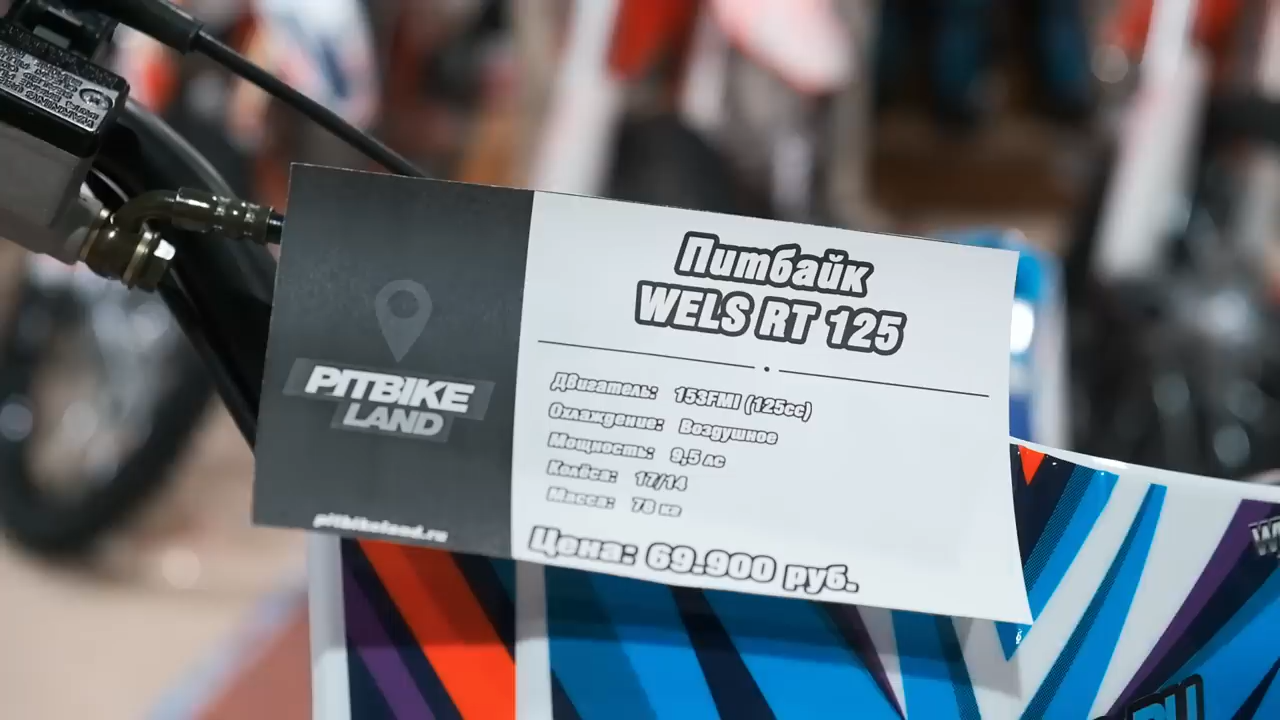 PITBIKE
LAND
pitbikeland.ru
Питбайк
WELS RT 125
Двигатель: 153FMI (125cc)
Охлаждение: Воздушное
Мощность: 9,5 лс
Колёса: 17/14
Масса: 78 кг
Цена: 69.900 руб.